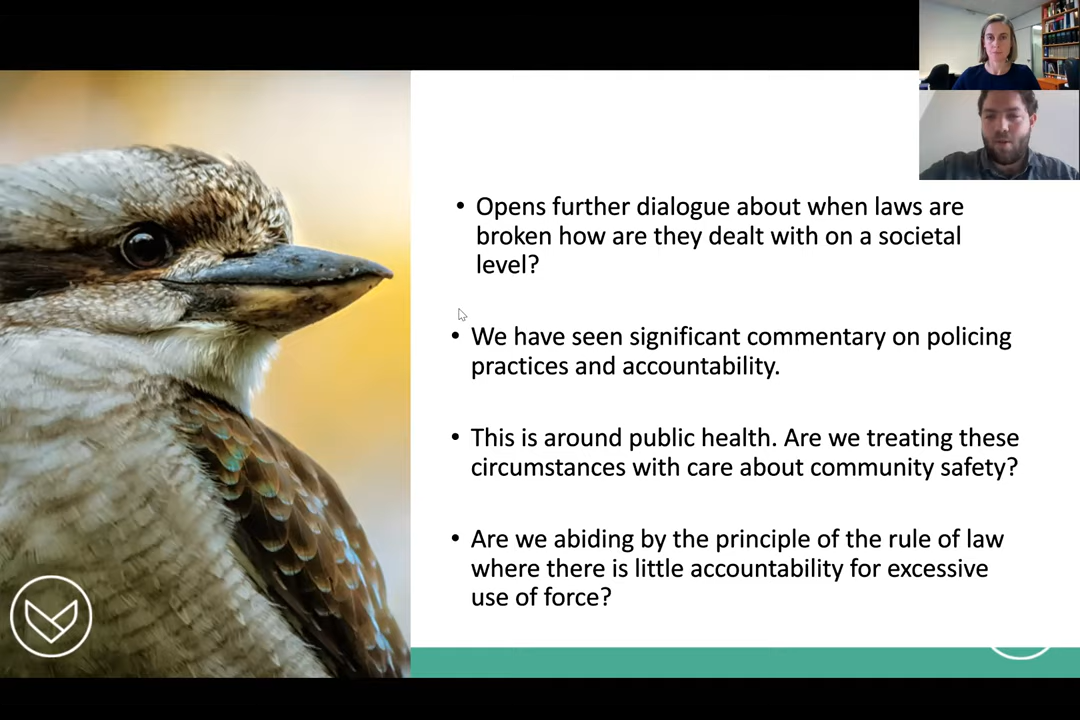 • Opens further dialogue about when laws are
broken how are they dealt with on a societal
level?
• We have seen significant commentary on policing
practices and accountability.
• This is around public health. Are we treating these
circumstances with care about community safety?
• Are we abiding by the principle of the rule of law
where there is little accountability for excessive
use of force?